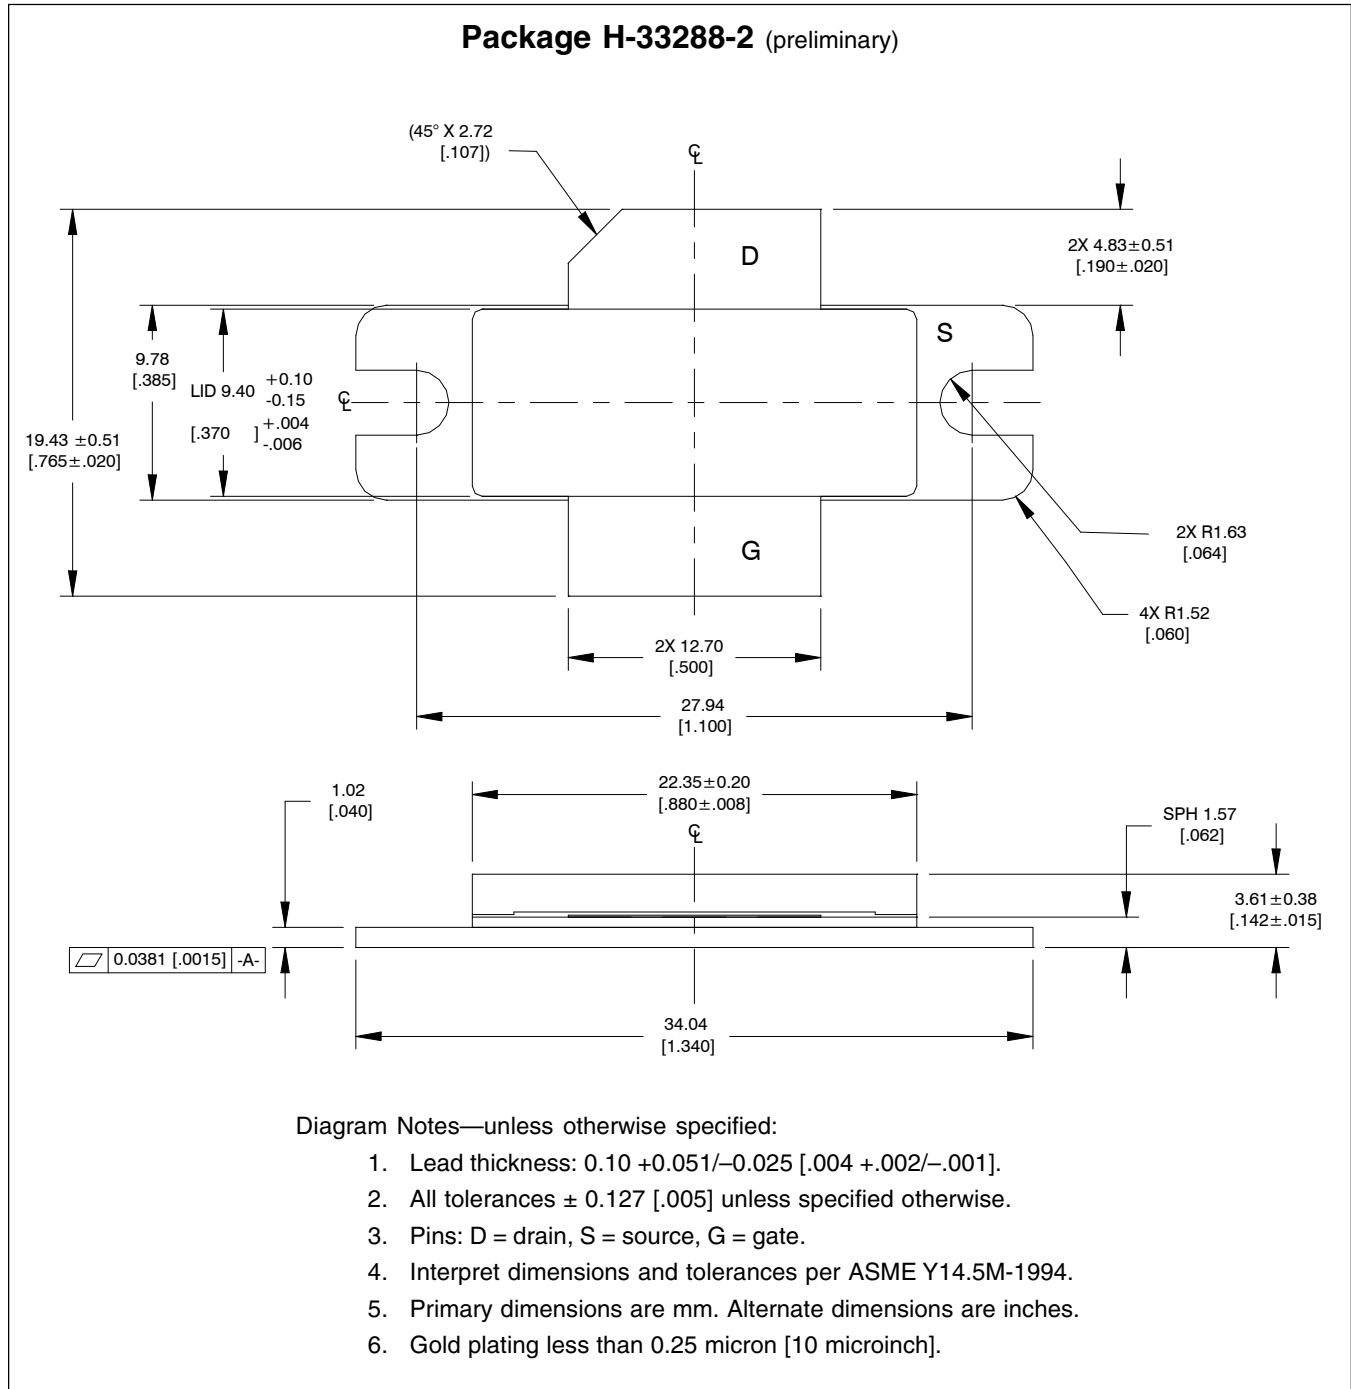 Package H-33288-2 (preliminary)
(45° X 2.72
[.107])
℄
D
2X 4.83±0.51
[.190±.020]
S
9.78
[.385]
LID 9.40 +0.10
-0.15
℄
[.370 ] +.004
-.006
19.43 ±0.51
[.765±.020]
2X R1.63
[.064]
G
4X R1.52
[.060]
2X 12.70
[.500]
27.94
[1.100]
22.35±0.20
[.880±.008]
1.02
[.040]
℄
SPH 1.57
[.062]
3.61±0.38
[.142±.015]
⏥ 0.0381 [.0015] -A-
34.04
[1.340]
Diagram Notes—unless otherwise specified:
1. Lead thickness: 0.10 +0.051/–0.025 [.004 +.002/–.001].
2. All tolerances ± 0.127 [.005] unless specified otherwise.
3. Pins: D = drain, S = source, G = gate.
4. Interpret dimensions and tolerances per ASME Y14.5M-1994.
5. Primary dimensions are mm. Alternate dimensions are inches.
6. Gold plating less than 0.25 micron [10 microinch].